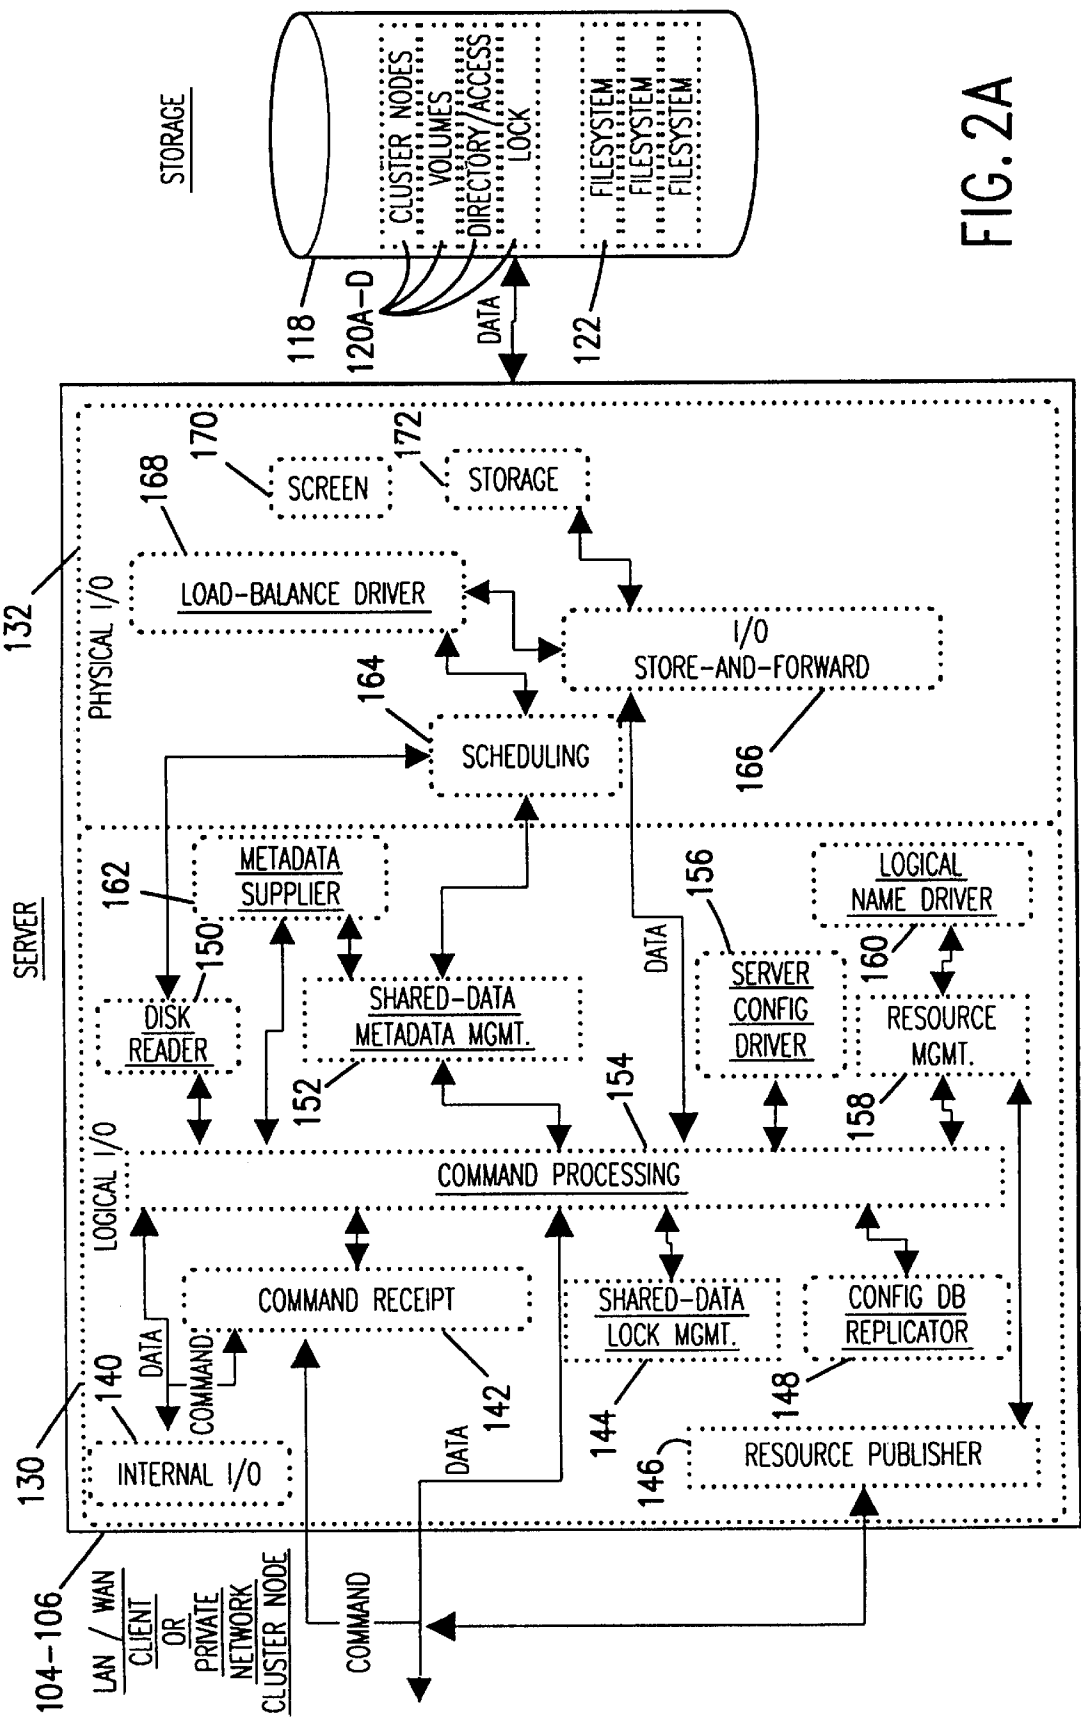 LAN / WAN
CLIENT
OR
PRIVATE
NETWORK
CLUSTER NODE
104-106
COMMAND
DATA
SERVER
130
LOGICAL I/O
INTERNAL I/O
140
DATA
COMMAND
COMMAND RECEIPT
142
SHARED-DATA
LOCK MGMT.
144
RESOURCE PUBLISHER
146
CONFIG DB
REPLICATOR
148
COMMAND PROCESSING
154
DISK
READER
150
METADATA
SUPPLIER
162
SHARED-DATA
METADATA MGMT.
152
DATA
SERVER
CONFIG
DRIVER
156
RESOURCE
MGMT.
158
LOGICAL
NAME DRIVER
160
132
PHYSICAL I/O
SCHEDULING
164
LOAD-BALANCE DRIVER
168
I/O
STORE-AND-FORWARD
166
SCREEN
170
STORAGE
172
DATA
STORAGE
118
120A-D
CLUSTER NODES
VOLUMES
DIRECTORY/ACCESS
LOCK
122
FILESYSTEM
FILESYSTEM
FILESYSTEM
FIG. 2A